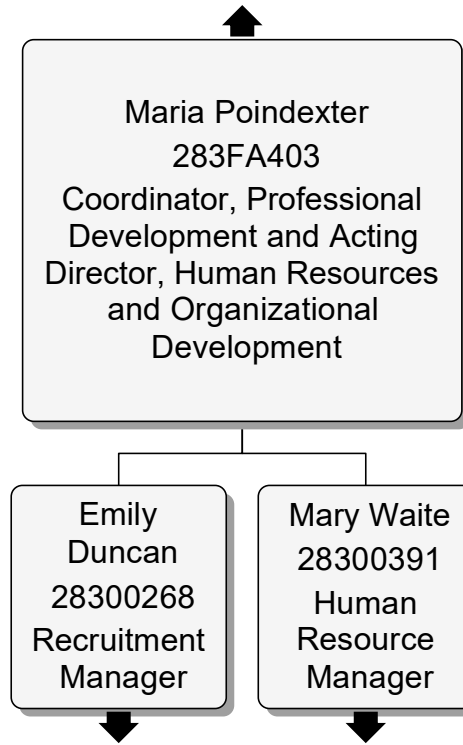 Maria Poindexter
283FA403
Coordinator, Professional
Development and Acting
Director, Human Resources
and Organizational
Development
Emily
Duncan
28300268
Recruitment
Manager
Mary Waite
28300391
Human
Resource
Manager